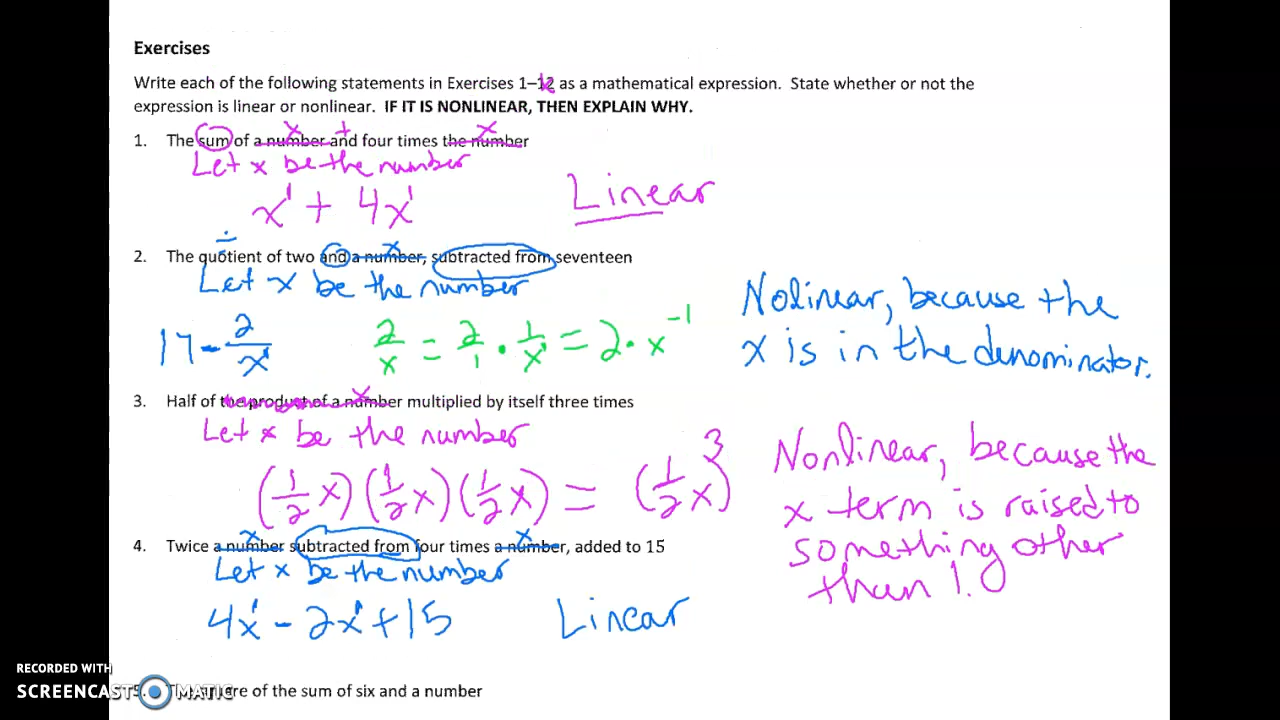 Exercises
Write each of the following statements in Exercises 1–12 as a mathematical expression. State whether or not the
expression is linear or nonlinear. IF IT IS NONLINEAR, THEN EXPLAIN WHY.
x + x
1. The sum of a number and four times the number
Let x be the number
x¹ + 4x¹ Linear
÷ x
2. The quotient of two and a number, subtracted from seventeen
Let x be the number
17 - 2/x¹ 2/x = 2/1 • 1/x¹ = 2 • x⁻¹
Nolinear, because the
x is in the denominator.
x
3. Half of the product of a number multiplied by itself three times
Let x be the number
(1/2 x) (1/2 x) (1/2 x) = (1/2 x)³
Nonlinear, because the
x term is raised to
something other
than 1.
x x
4. Twice a number subtracted from four times a number, added to 15
Let x be the number
4x¹ - 2x¹ + 15 Linear
RECORDED WITH
SCREENCAST MATIC
5. of the sum of six and a number